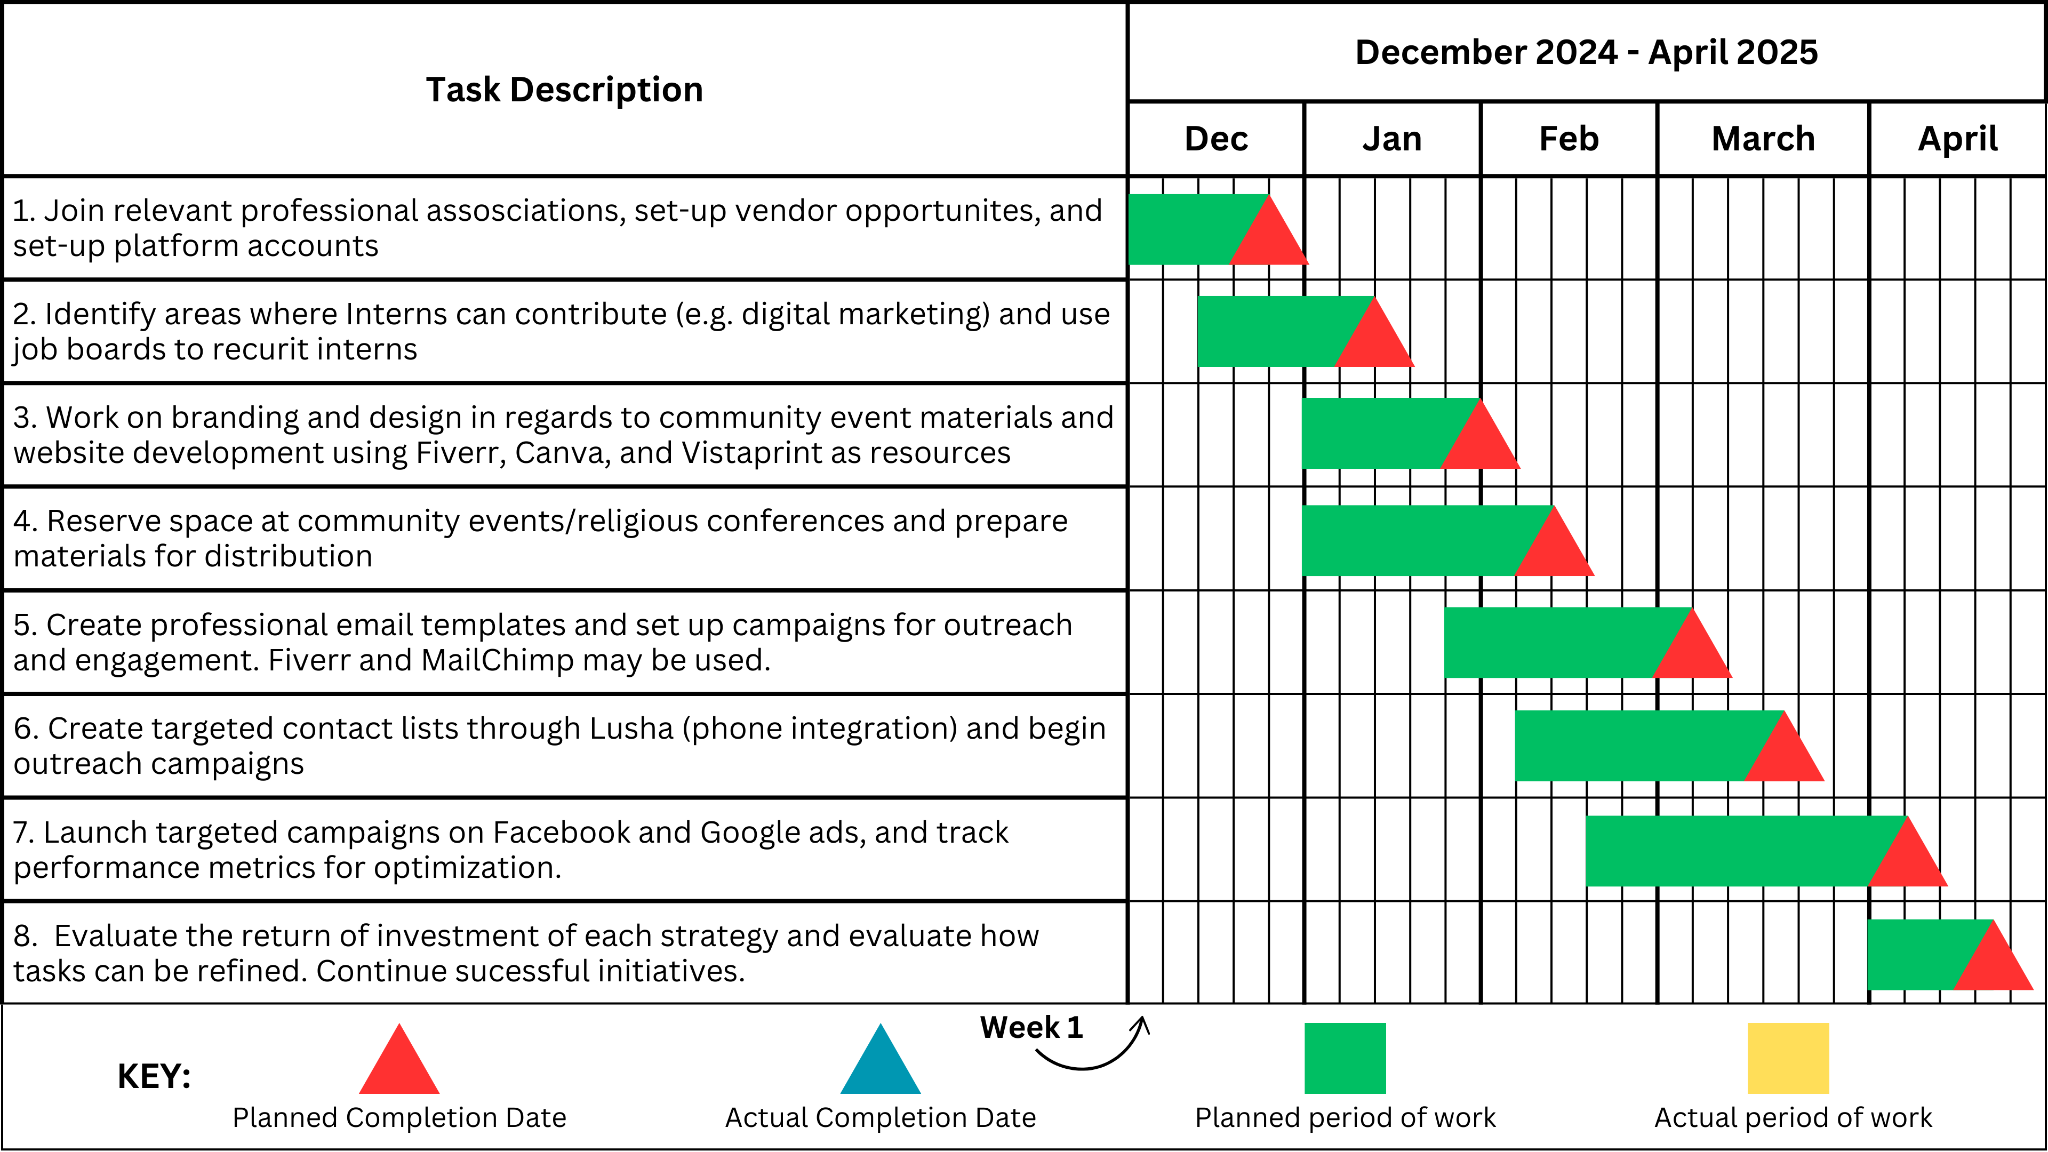 Task Description
December 2024 - April 2025
Dec Jan Feb March April
1. Join relevant professional assosciations, set-up vendor opportunites, and
set-up platform accounts
2. Identify areas where Interns can contribute (e.g. digital marketing) and use
job boards to recurit interns
3. Work on branding and design in regards to community event materials and
website development using Fiverr, Canva, and Vistaprint as resources
4. Reserve space at community events/religious conferences and prepare
materials for distribution
5. Create professional email templates and set up campaigns for outreach
and engagement. Fiverr and MailChimp may be used.
6. Create targeted contact lists through Lusha (phone integration) and begin
outreach campaigns
7. Launch targeted campaigns on Facebook and Google ads, and track
performance metrics for optimization.
8. Evaluate the return of investment of each strategy and evaluate how
tasks can be refined. Continue sucessful initiatives.
Week 1
KEY:
Planned Completion Date
Actual Completion Date
Planned period of work
Actual period of work